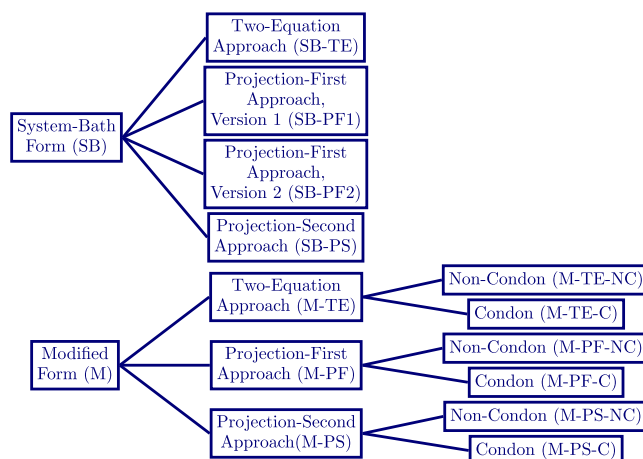 Two-Equation
Approach (SB-TE)
Projection-First
Approach,
Version 1 (SB-PF1)
System-Bath
Form (SB)
Projection-First
Approach,
Version 2 (SB-PF2)
Projection-Second
Approach (SB-PS)
Two-Equation
Approach (M-TE)
Non-Condon (M-TE-NC)
Condon (M-TE-C)
Modified
Form (M)
Projection-First
Approach (M-PF)
Non-Condon (M-PF-NC)
Condon (M-PF-C)
Projection-Second
Approach(M-PS)
Non-Condon (M-PS-NC)
Condon (M-PS-C)